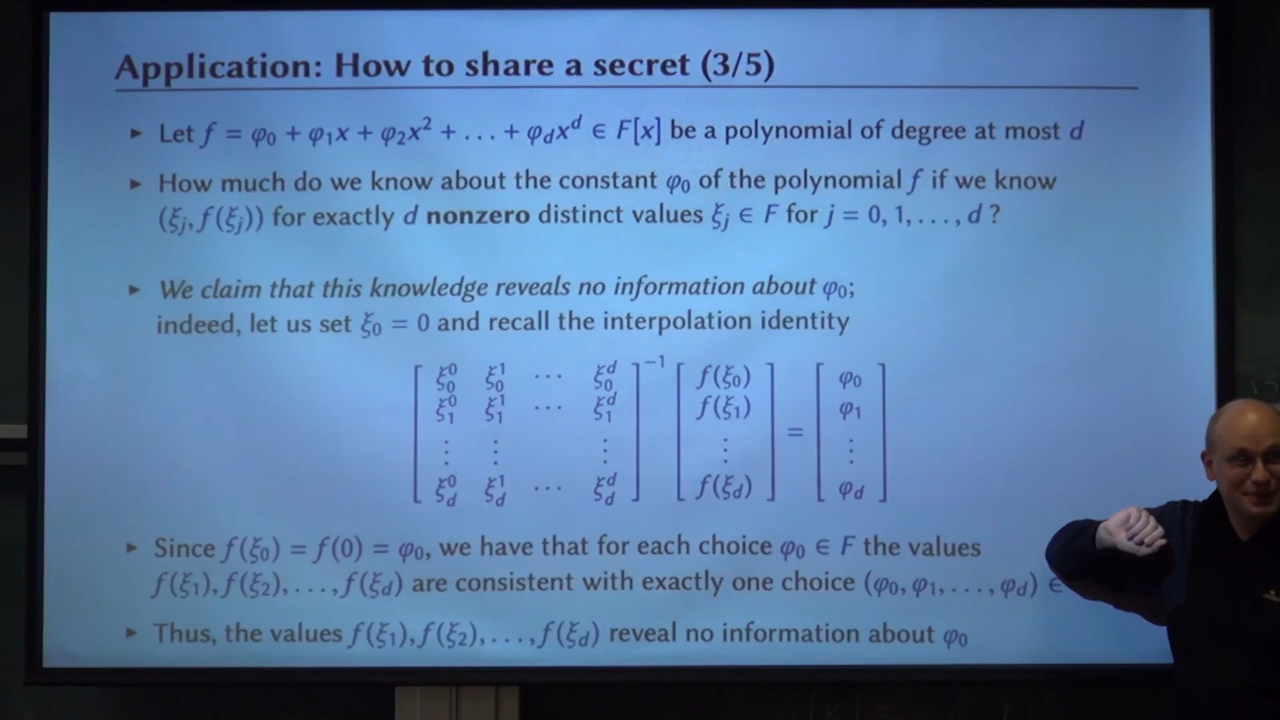 Application: How to share a secret (3/5)
▸ Let f = φ₀ + φ₁x + φ₂x² + . . . + φ_dx^d ∈ F[x] be a polynomial of degree at most d
▸ How much do we know about the constant φ₀ of the polynomial f if we know
(ξ_j, f(ξ_j)) for exactly d nonzero distinct values ξ_j ∈ F for j = 0, 1, . . . , d ?
▸ We claim that this knowledge reveals no information about φ₀;
indeed, let us set ξ₀ = 0 and recall the interpolation identity
[ ξ₀⁰ ξ₀¹ ⋯ ξ₀^d ]⁻¹ [ f(ξ₀) ] [ φ₀ ]
ξ₁⁰ ξ₁¹ ⋯ ξ₁^d f(ξ₁) φ₁
⋮ ⋮ ⋮ ⋮ = ⋮
ξ_d⁰ ξ_d¹ ⋯ ξ_d^d f(ξ_d) φ_d
▸ Since f(ξ₀) = f(0) = φ₀, we have that for each choice φ₀ ∈ F the values
f(ξ₁), f(ξ₂), . . . , f(ξ_d) are consistent with exactly one choice (φ₀, φ₁, . . . , φ_d) ∈
▸ Thus, the values f(ξ₁), f(ξ₂), . . . , f(ξ_d) reveal no information about φ₀